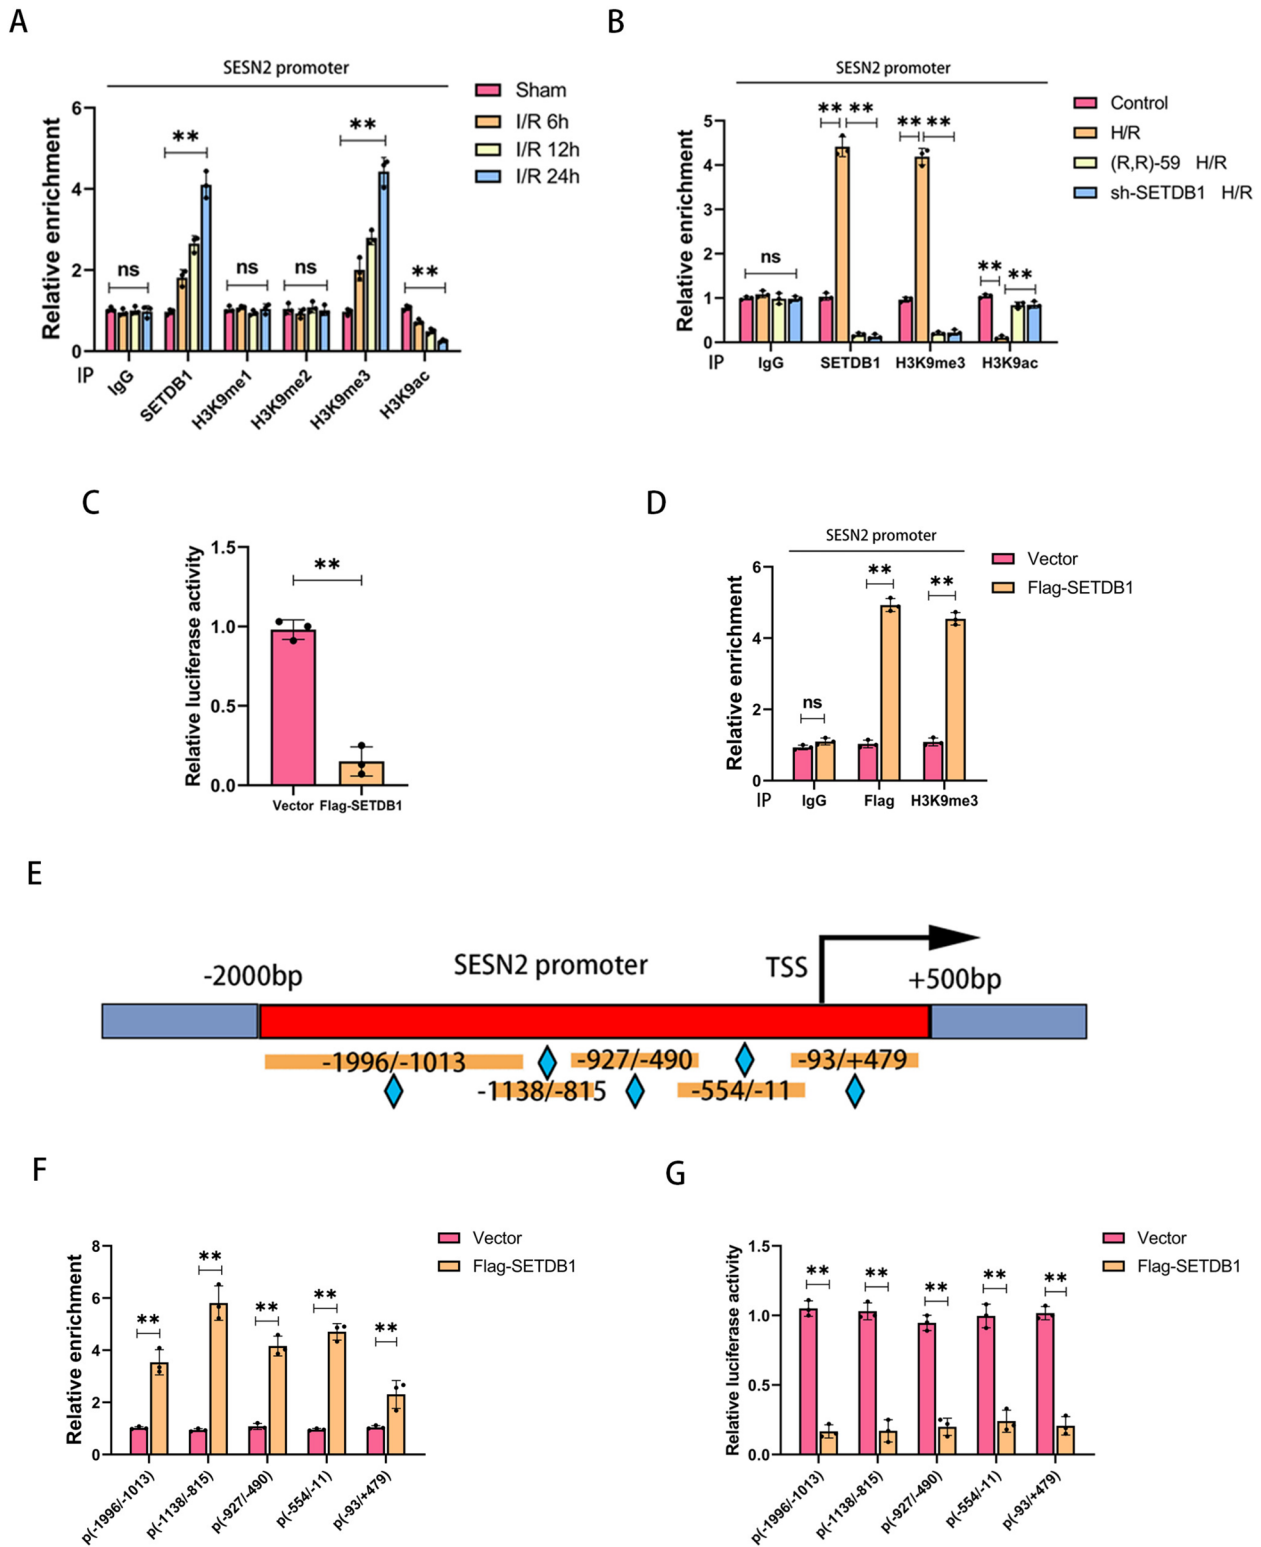 A
SESN2 promoter
Relative enrichment
6
4
2
0
**
**
ns
ns
ns
**
Sham
I/R 6h
I/R 12h
I/R 24h
IP
IgG
SETDB1
H3K9me1
H3K9me2
H3K9me3
H3K9ac
B
SESN2 promoter
Relative enrichment
5
4
3
2
1
0
ns
** **
** **
** **
Control
H/R
(R,R)-59 H/R
sh-SETDB1 H/R
IP
IgG
SETDB1
H3K9me3
H3K9ac
C
Relative luciferase activity
1.5
1.0
0.5
0.0
**
Vector
Flag-SETDB1
D
SESN2 promoter
Relative enrichment
6
4
2
0
ns
**
**
Vector
Flag-SETDB1
IP
IgG
Flag
H3K9me3
E
-2000bp
SESN2 promoter
TSS
+500bp
-1996/-1013
-927/-490
-93/+479
-1138/-815
-554/-11
F
Relative enrichment
8
6
4
2
0
**
**
**
**
**
Vector
Flag-SETDB1
p(-1996/-1013)
p(-1138/-815)
p(-927/-490)
p(-554/-11)
p(-93/+479)
G
Relative luciferase activity
1.5
1.0
0.5
0.0
**
**
**
**
**
Vector
Flag-SETDB1
p(-1996/-1013)
p(-1138/-815)
p(-927/-490)
p(-554/-11)
p(-93/+479)